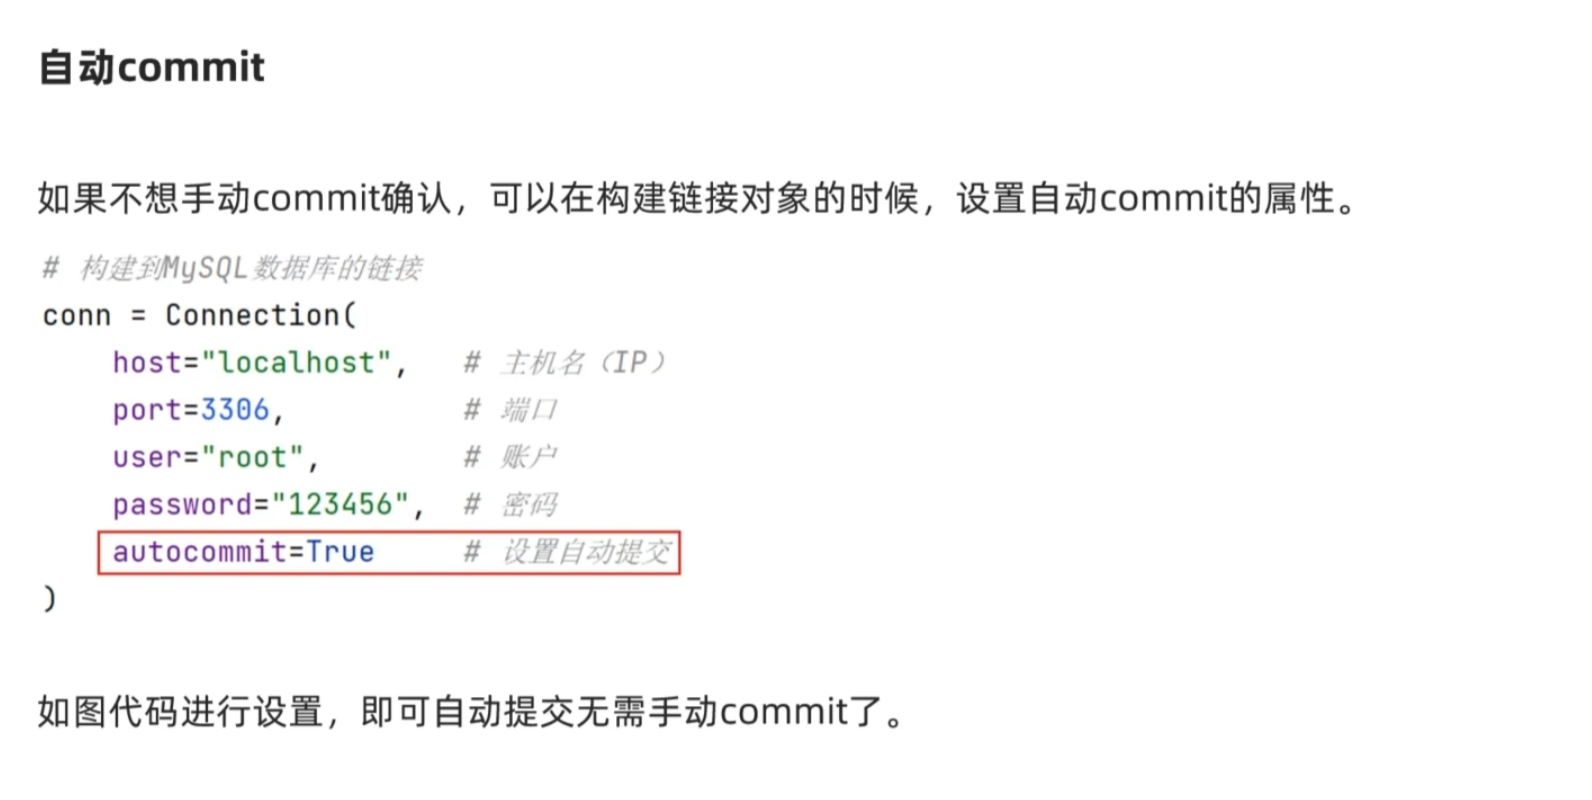 自动commit
如果不想手动commit确认，可以在构建链接对象的时候，设置自动commit的属性。
# 构建到MySQL数据库的链接
conn = Connection(
    host="localhost",   # 主机名（IP）
    port=3306,          # 端口
    user="root",        # 账户
    password="123456",  # 密码
    autocommit=True     # 设置自动提交
)
如图代码进行设置，即可自动提交无需手动commit了。